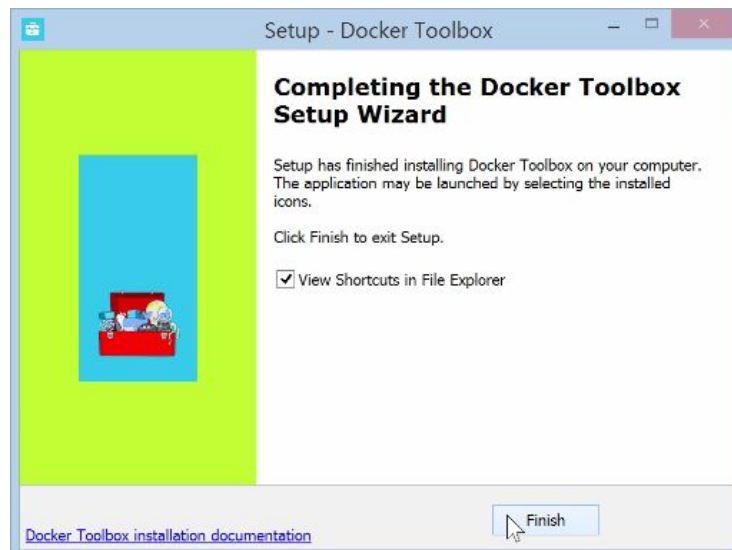 Setup - Docker Toolbox
Completing the Docker Toolbox
Setup Wizard
Setup has finished installing Docker Toolbox on your computer.
The application may be launched by selecting the installed
icons.
Click Finish to exit Setup.
View Shortcuts in File Explorer
Finish
Docker Toolbox installation documentation